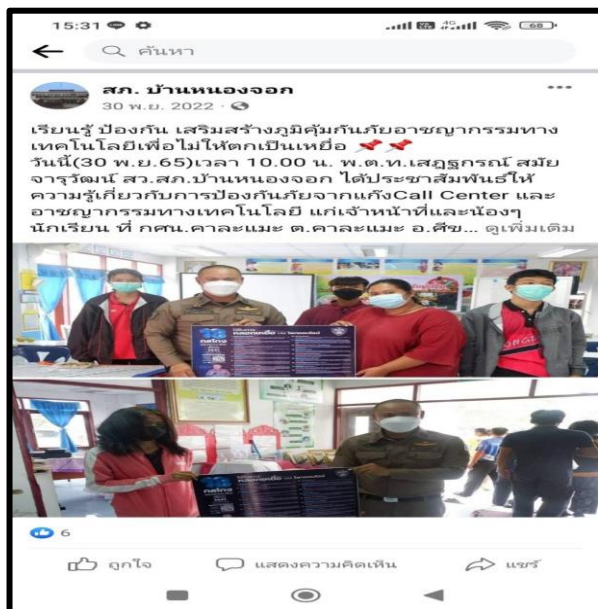 15:31
4G
68
ค้นหา
สภ. บ้านหนองจอก
30 พ.ย. 2022
เรียนรู้ ป้องกัน เสริมสร้างภูมิคุ้มกันภัยอาชญากรรมทาง
เทคโนโลยีเพื่อไม่ให้ตกเป็นเหยื่อ 📌📌
วันนี้(30 พ.ย.65)เวลา 10.00 น. พ.ต.ท.เสฎฐกรณ์ สมัย
จารุวัฒน์ สว.สภ.บ้านหนองจอก ได้ประชาสัมพันธ์ให้
ความรู้เกี่ยวกับการป้องกันภัยจากแก๊งCall Center และ
อาชญากรรมทางเทคโนโลยี แก่เจ้าหน้าที่และน้องๆ
นักเรียน ที่ กศน.คาละแมะ ต.คาละแมะ อ.ศีข... ดูเพิ่มเติม
กลโกง
6
ถูกใจ
แสดงความคิดเห็น
แชร์